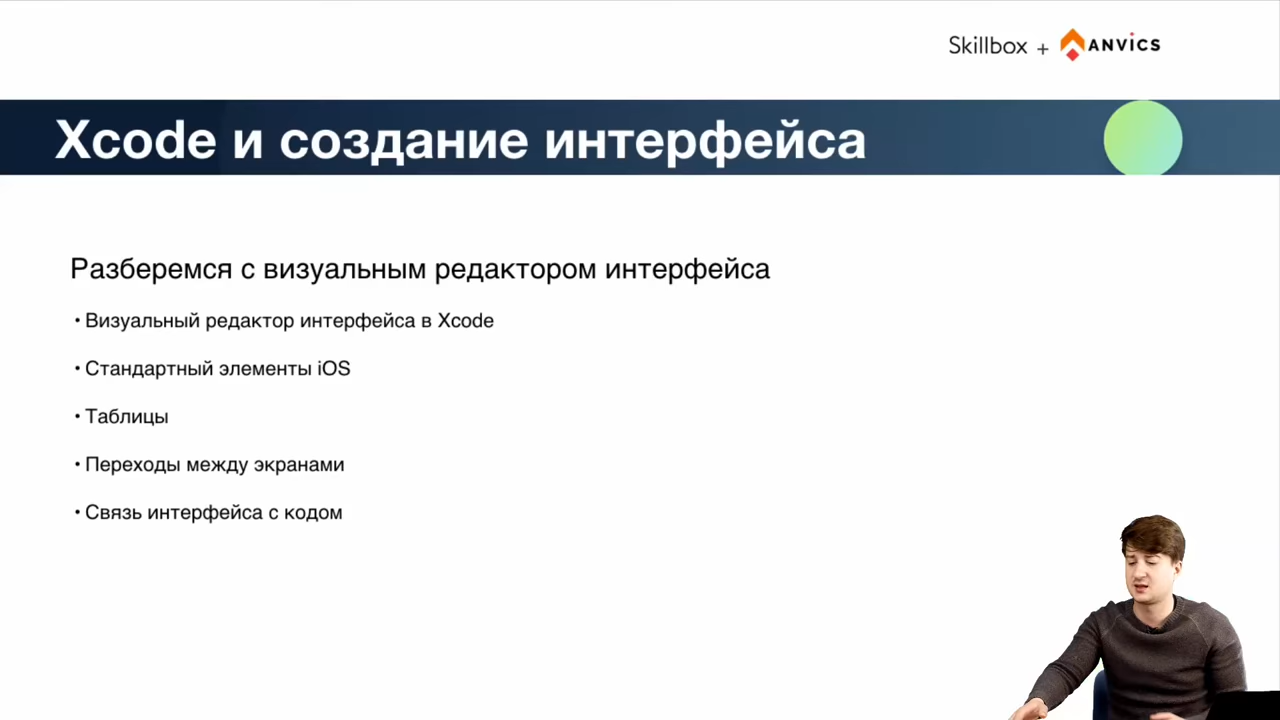 Skillbox + ANVICS
Xcode и создание интерфейса
Разберемся с визуальным редактором интерфейса
• Визуальный редактор интерфейса в Xcode
• Стандартный элементы iOS
• Таблицы
• Переходы между экранами
• Связь интерфейса с кодом